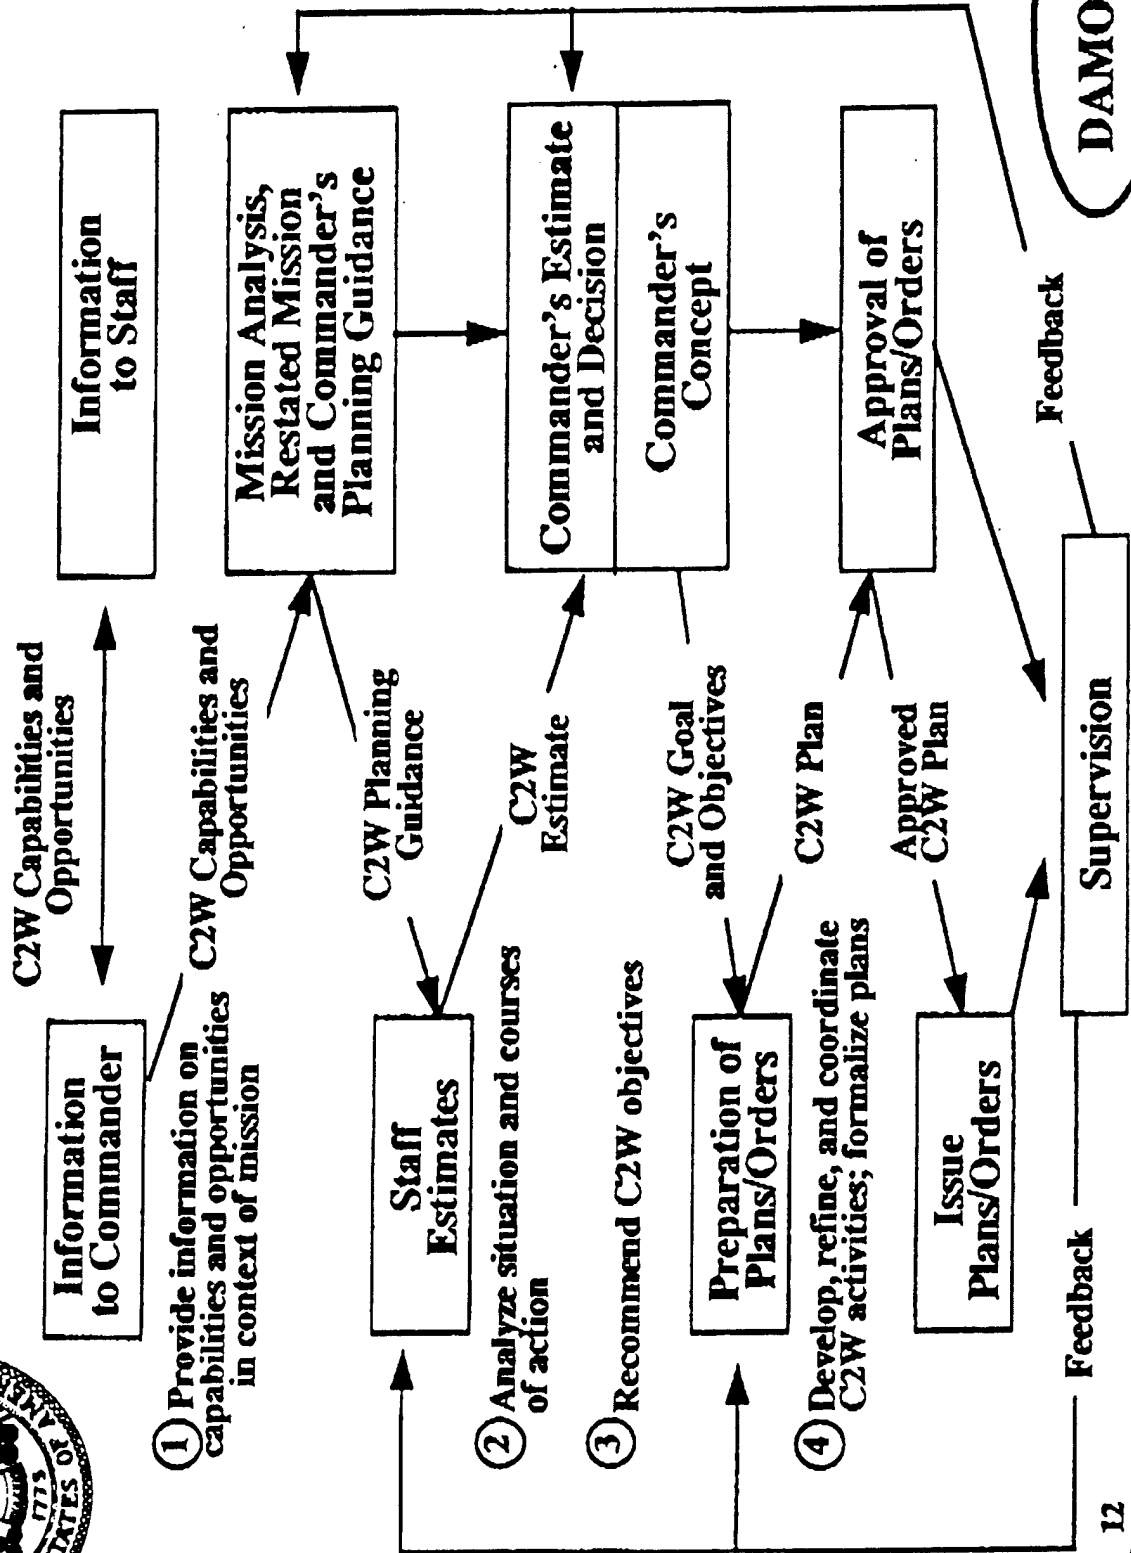 C2W Capabilities and
Opportunities
Information
to Commander
Information
to Staff
1 Provide information on
capabilities and opportunities
in context of mission
C2W Capabilities and
Opportunities
Mission Analysis,
Restated Mission
and Commander's
Planning Guidance
C2W Planning
Guidance
Staff
Estimates
2 Analyze situation and courses
of action
C2W
Estimate
Commander's Estimate
and Decision
3 Recommend C2W objectives
C2W Goal
and Objectives
Commander's
Concept
Preparation of
Plans/Orders
4 Develop, refine, and coordinate
C2W activities; formalize plans
C2W Plan
Approval of
Plans/Orders
Approved
C2W Plan
Issue
Plans/Orders
Feedback
Supervision
Feedback
12
DAMO
1775